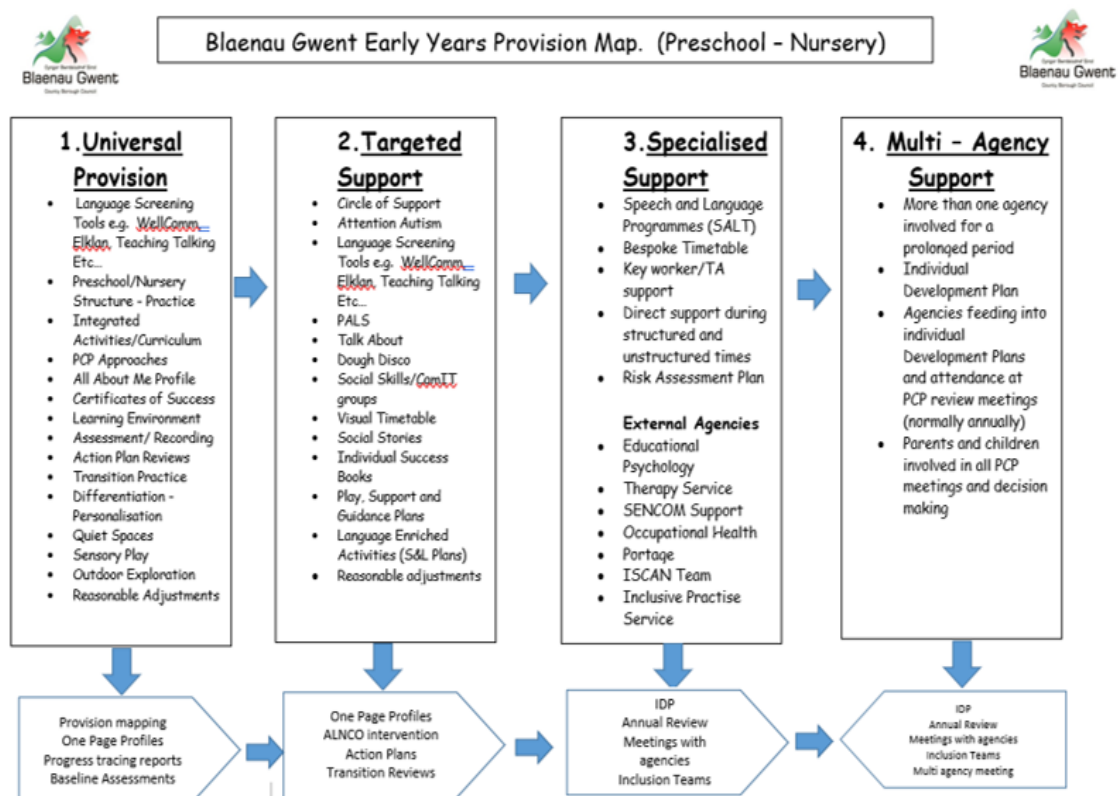 Blaenau Gwent
County Borough Council
Blaenau Gwent Early Years Provision Map. (Preschool – Nursery)
Blaenau Gwent
County Borough Council
1. Universal
Provision
• Language Screening
Tools e.g. WellComm,
Elklan, Teaching Talking
Etc…
• Preschool/Nursery
Structure - Practice
• Integrated
Activities/Curriculum
• PCP Approaches
• All About Me Profile
• Certificates of Success
• Learning Environment
• Assessment/ Recording
• Action Plan Reviews
• Transition Practice
• Differentiation -
Personalisation
• Quiet Spaces
• Sensory Play
• Outdoor Exploration
• Reasonable Adjustments
2. Targeted
Support
• Circle of Support
• Attention Autism
• Language Screening
Tools e.g. WellComm,
Elklan, Teaching Talking
Etc…
• PALS
• Talk About
• Dough Disco
• Social Skills/ComIT
groups
• Visual Timetable
• Social Stories
• Individual Success
Books
• Play, Support and
Guidance Plans
• Language Enriched
Activities (S&L Plans)
• Reasonable adjustments
3. Specialised
Support
• Speech and Language
Programmes (SALT)
• Bespoke Timetable
• Key worker/TA
support
• Direct support during
structured and
unstructured times
• Risk Assessment Plan
External Agencies
• Educational
Psychology
• Therapy Service
• SENCOM Support
• Occupational Health
• Portage
• ISCAN Team
• Inclusive Practise
Service
4. Multi – Agency
Support
• More than one agency
involved for a
prolonged period
• Individual
Development Plan
• Agencies feeding into
individual
Development Plans
and attendance at
PCP review meetings
(normally annually)
• Parents and children
involved in all PCP
meetings and decision
making
Provision mapping
One Page Profiles
Progress tracing reports
Baseline Assessments
One Page Profiles
ALNCO intervention
Action Plans
Transition Reviews
IDP
Annual Review
Meetings with
agencies
Inclusion Teams
IDP
Annual Review
Meetings with agencies
Inclusion Teams
Multi agency meeting